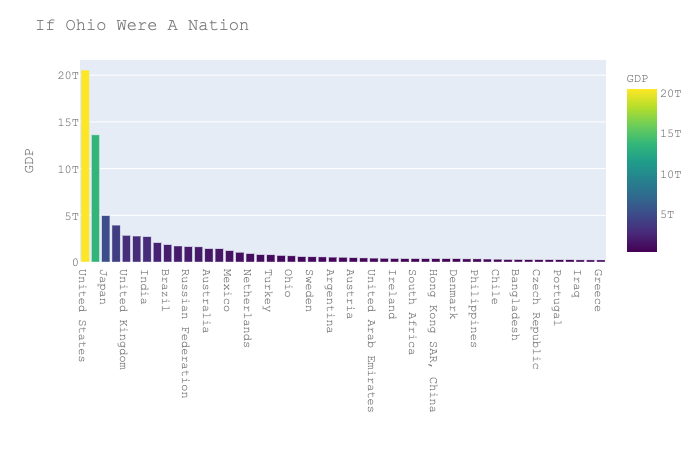 If Ohio Were A Nation
GDP
20T
15T
10T
5T
0
United States
Japan
United Kingdom
India
Brazil
Russian Federation
Australia
Mexico
Netherlands
Turkey
Ohio
Sweden
Argentina
Austria
United Arab Emirates
Ireland
South Africa
Hong Kong SAR, China
Denmark
Philippines
Chile
Bangladesh
Czech Republic
Portugal
Iraq
Greece
GDP
20T
15T
10T
5T